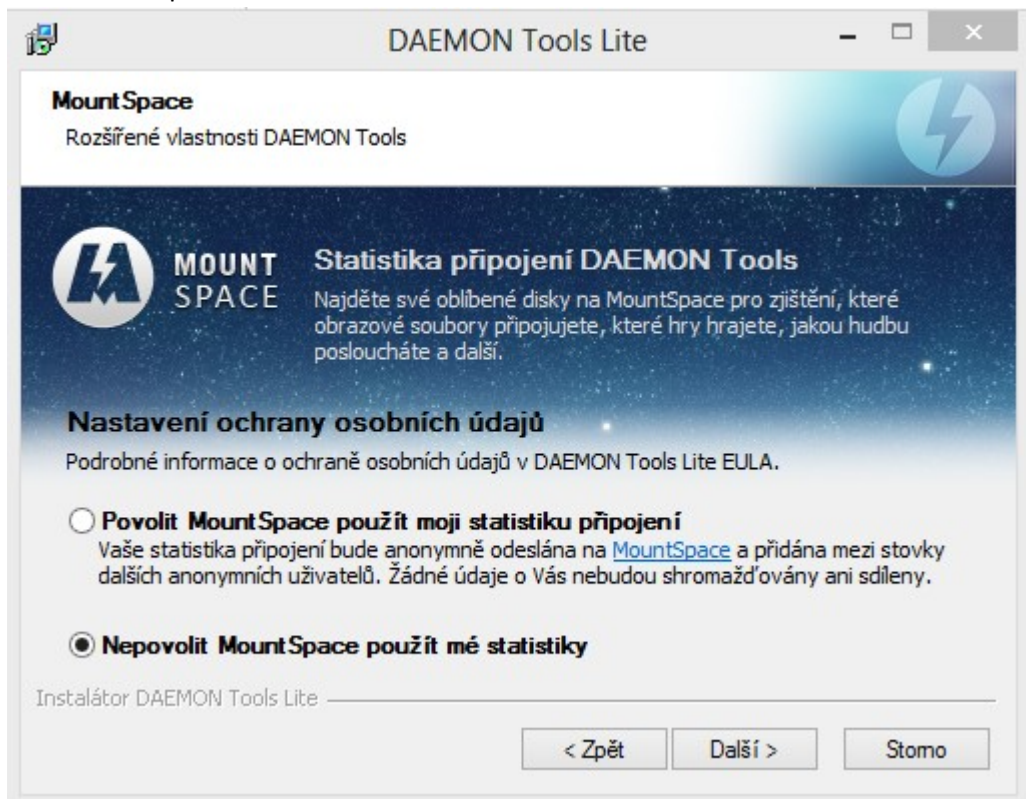 DAEMON Tools Lite
MountSpace
Rozšířené vlastnosti DAEMON Tools
MOUNT
SPACE
Statistika připojení DAEMON Tools
Najděte své oblíbené disky na MountSpace pro zjištění, které
obrazové soubory připojujete, které hry hrajete, jakou hudbu
posloucháte a další.
Nastavení ochrany osobních údajů
Podrobné informace o ochraně osobních údajů v DAEMON Tools Lite EULA.
Povolit MountSpace použít moji statistiku připojení
Vaše statistika připojení bude anonymně odeslána na MountSpace a přidána mezi stovky
dalších anonymních uživatelů. Žádné údaje o Vás nebudou shromažďovány ani sdíleny.
Nepovolit MountSpace použít mé statistiky
Instalátor DAEMON Tools Lite
< Zpět
Další >
Storno